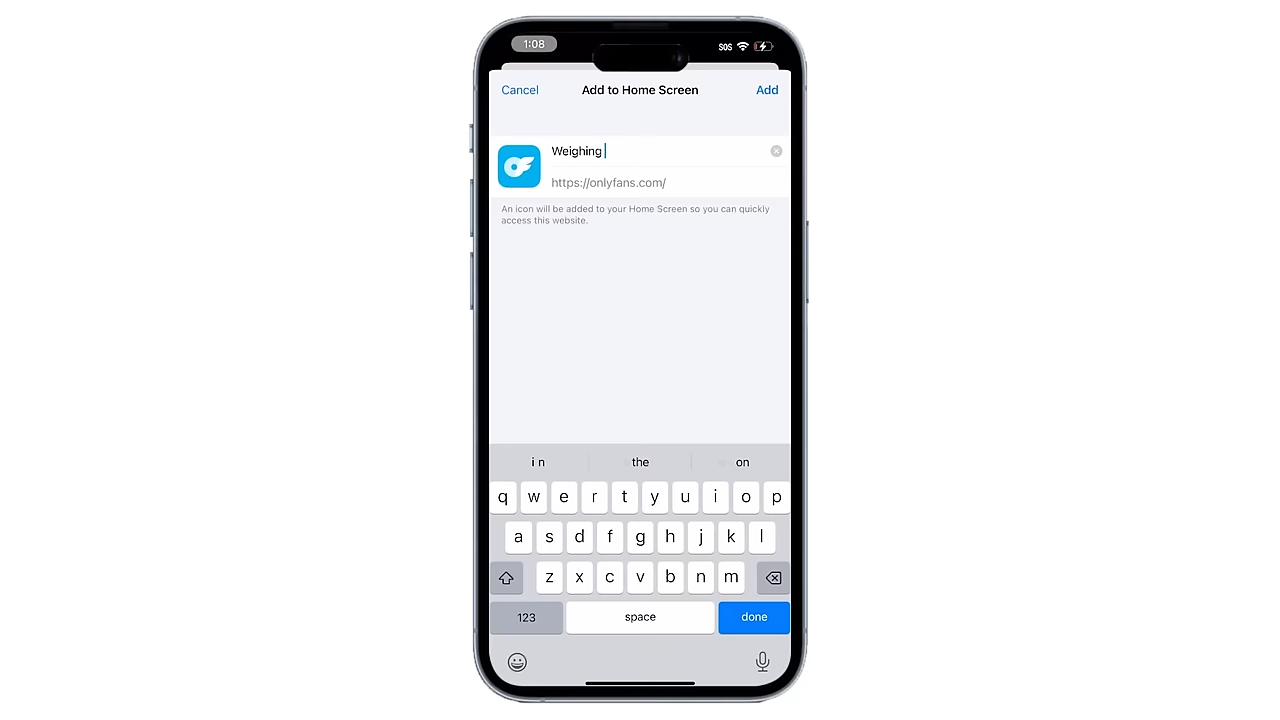 1:08 SOS
Cancel Add to Home Screen Add
Weighing
https://onlyfans.com/
An icon will be added to your Home Screen so you can quickly
access this website.
in the on
q w e r t y u i o p
a s d f g h j k l
z x c v b n m
123 space done